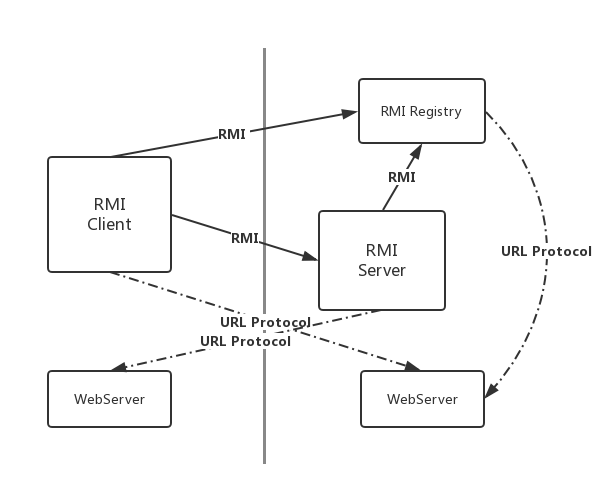 RMI Registry
RMI
RMI
RMI
Client
RMI
RMI
Server
URL Protocol
URL Protocol
URL Protocol
WebServer
WebServer